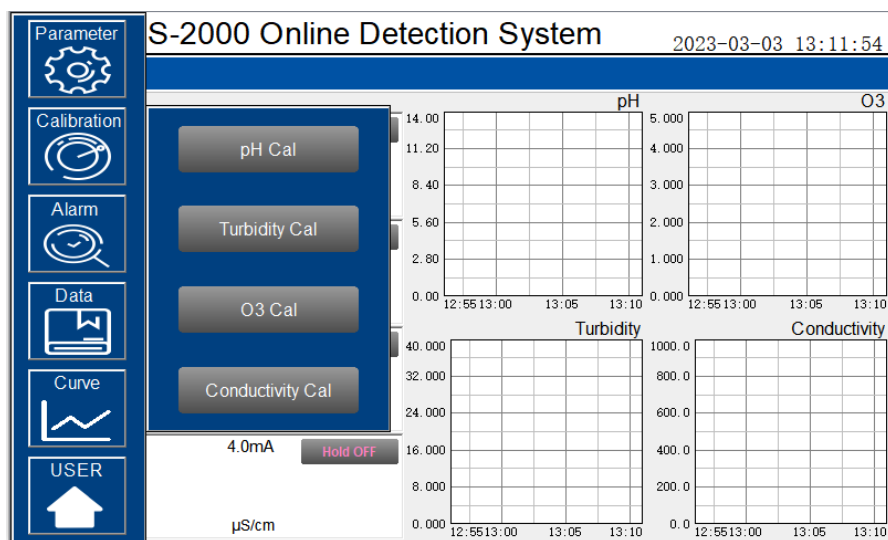 Parameter
Calibration
Alarm
Data
Curve
USER
S-2000 Online Detection System
2023-03-03 13:11:54
pH Cal
Turbidity Cal
O3 Cal
Conductivity Cal
4.0mA
Hold OFF
µS/cm
pH
14.00
11.20
8.40
5.60
2.80
0.00
12:55 13:00 13:05 13:10
O3
5.000
4.000
3.000
2.000
1.000
0.000
12:55 13:00 13:05 13:10
Turbidity
40.000
32.000
24.000
16.000
8.000
0.000
12:55 13:00 13:05 13:10
Conductivity
1000.0
800.0
600.0
400.0
200.0
0.0
12:55 13:00 13:05 13:10